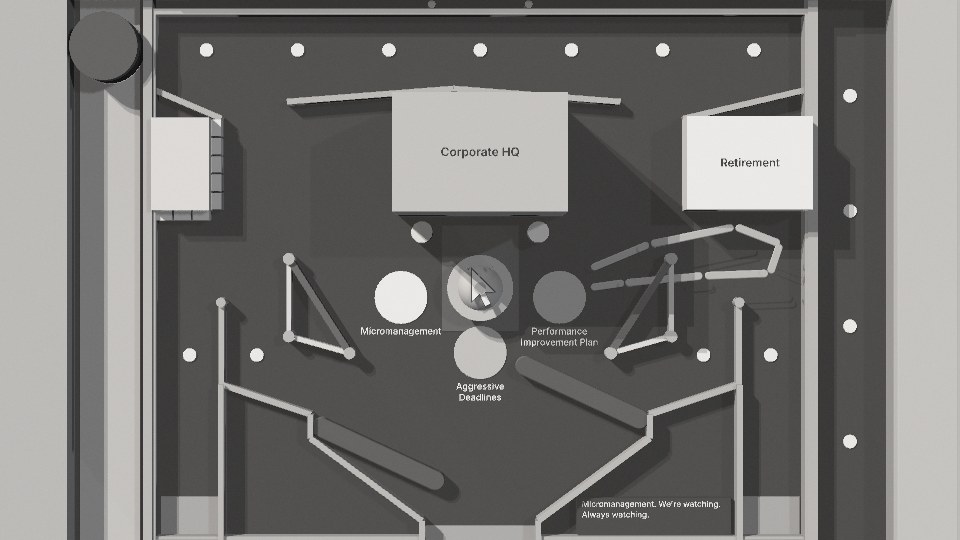 Corporate HQ
Retirement
Micromanagement
Performance
Improvement Plan
Aggressive
Deadlines
Micromanagement. We're watching.
Always watching.